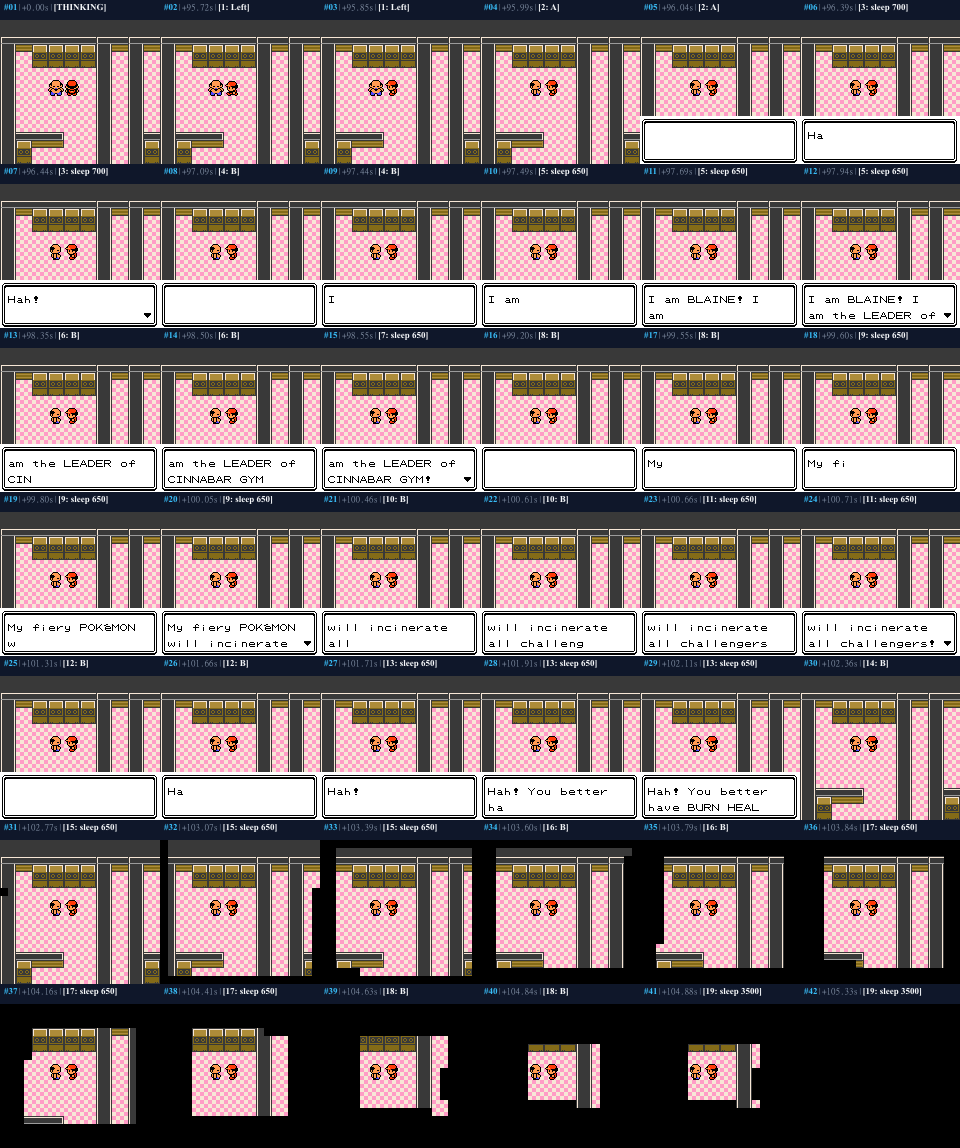 #01 | +0.00s | [THINKING] #02 | +95.72s | [1: Left] #03 | +95.85s | [1: Left] #04 | +95.99s | [2: A] #05 | +96.04s | [2: A] #06 | +96.39s | [3: sleep 700]
Ha
#07 | +96.44s | [3: sleep 700] #08 | +97.09s | [4: B] #09 | +97.44s | [4: B] #10 | +97.49s | [5: sleep 650] #11 | +97.69s | [5: sleep 650] #12 | +97.94s | [5: sleep 650]
Hah!
I
I am
I am BLAINE! I
am
I am BLAINE! I
am the LEADER of
#13 | +98.35s | [6: B] #14 | +98.50s | [6: B] #15 | +98.55s | [7: sleep 650] #16 | +99.20s | [8: B] #17 | +99.55s | [8: B] #18 | +99.60s | [9: sleep 650]
am the LEADER of
CIN
am the LEADER of
CINNABAR GYM
am the LEADER of
CINNABAR GYM!
My
My fi
#19 | +99.80s | [9: sleep 650] #20 | +100.05s | [9: sleep 650] #21 | +100.46s | [10: B] #22 | +100.61s | [10: B] #23 | +100.66s | [11: sleep 650] #24 | +100.71s | [11: sleep 650]
My fiery POKéMON
w
My fiery POKéMON
will incinerate
will incinerate
all
will incinerate
all challeng
will incinerate
all challengers
will incinerate
all challengers!
#25 | +101.31s | [12: B] #26 | +101.66s | [12: B] #27 | +101.71s | [13: sleep 650] #28 | +101.91s | [13: sleep 650] #29 | +102.11s | [13: sleep 650] #30 | +102.36s | [14: B]
Ha
Hah!
Hah! You better
ha
Hah! You better
have BURN HEAL
#31 | +102.77s | [15: sleep 650] #32 | +103.07s | [15: sleep 650] #33 | +103.39s | [15: sleep 650] #34 | +103.60s | [16: B] #35 | +103.79s | [16: B] #36 | +103.84s | [17: sleep 650]
#37 | +104.16s | [17: sleep 650] #38 | +104.41s | [17: sleep 650] #39 | +104.63s | [18: B] #40 | +104.84s | [18: B] #41 | +104.88s | [19: sleep 3500] #42 | +105.33s | [19: sleep 3500]